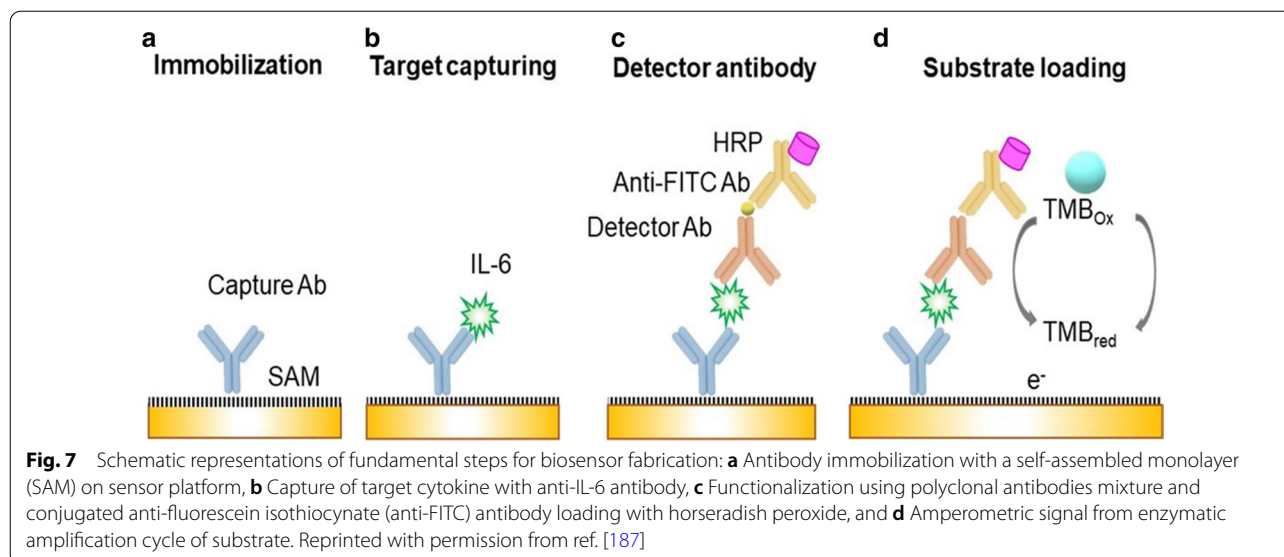 a
Immobilization
Capture Ab
SAM
b
Target capturing
IL-6
c
Detector antibody
HRP
Anti-FITC Ab
Detector Ab
d
Substrate loading
TMBOx
TMBred
e-
Fig. 7 Schematic representations of fundamental steps for biosensor fabrication: a Antibody immobilization with a self-assembled monolayer
(SAM) on sensor platform, b Capture of target cytokine with anti-IL-6 antibody, c Functionalization using polyclonal antibodies mixture and
conjugated anti-fluorescein isothiocynate (anti-FITC) antibody loading with horseradish peroxide, and d Amperometric signal from enzymatic
amplification cycle of substrate. Reprinted with permission from ref. [187]